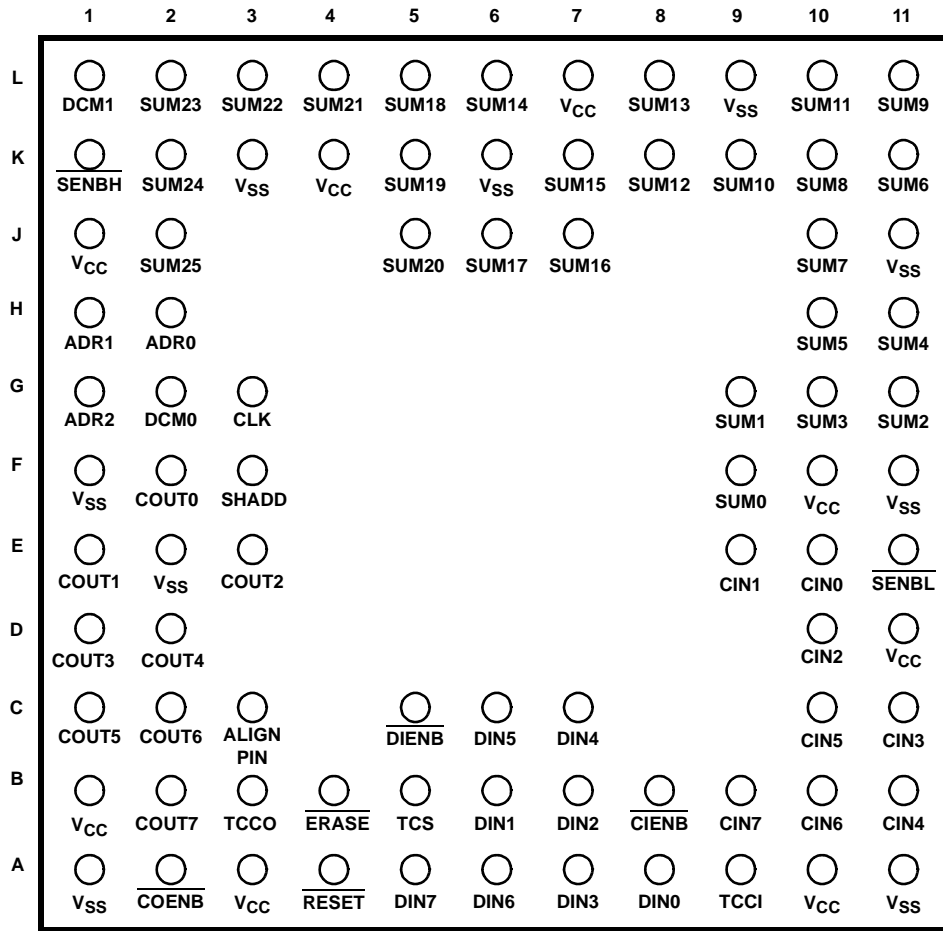 1 2 3 4 5 6 7 8 9 10 11
L
DCM1 SUM23 SUM22 SUM21 SUM18 SUM14 VCC SUM13 VSS SUM11 SUM9
K
SENBH SUM24 VSS VCC SUM19 VSS SUM15 SUM12 SUM10 SUM8 SUM6
J
VCC SUM25 SUM20 SUM17 SUM16 SUM7 VSS
H
ADR1 ADR0 SUM5 SUM4
G
ADR2 DCM0 CLK SUM1 SUM3 SUM2
F
VSS COUT0 SHADD SUM0 VCC VSS
E
COUT1 VSS COUT2 CIN1 CIN0 SENBL
D
COUT3 COUT4 CIN2 VCC
C
COUT5 COUT6 ALIGN DIENB DIN5 DIN4 CIN5 CIN3
PIN
B
VCC COUT7 TCCO ERASE TCS DIN1 DIN2 CIENB CIN7 CIN6 CIN4
A
VSS COENB VCC RESET DIN7 DIN6 DIN3 DIN0 TCCI VCC VSS